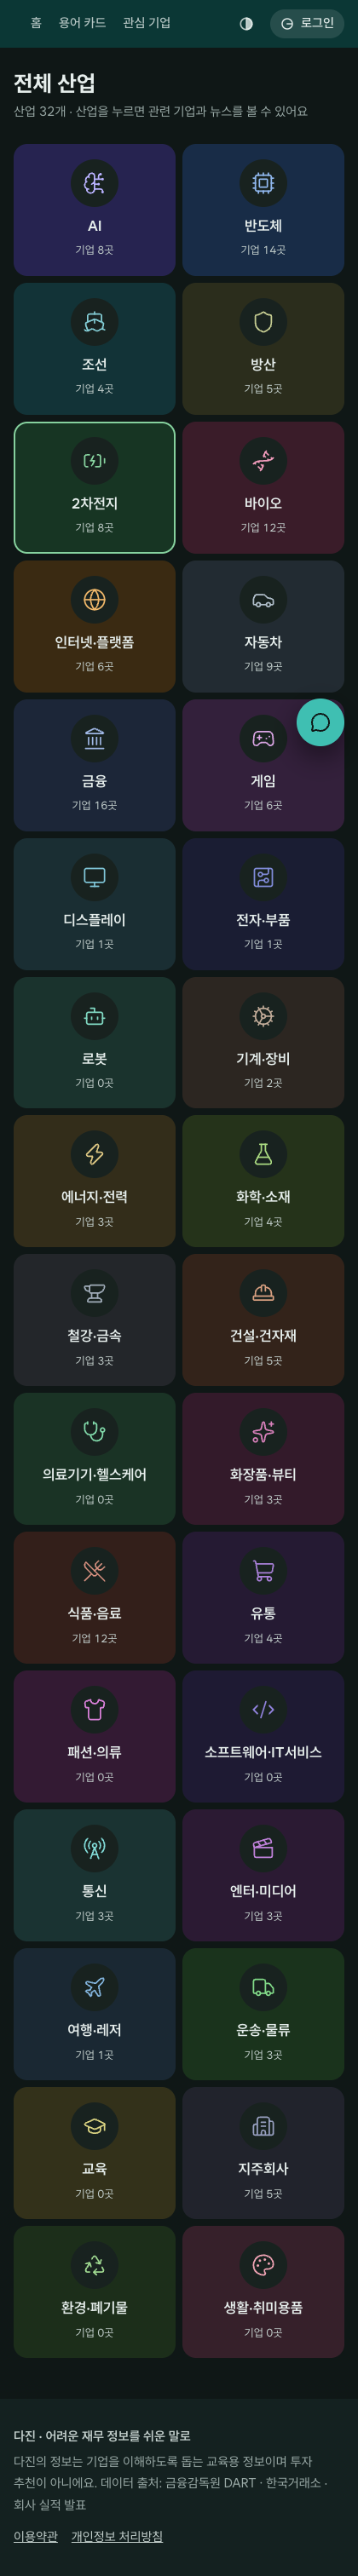 홈 용어 카드 관심 기업 로그인
전체 산업
산업 32개 · 산업을 누르면 관련 기업과 뉴스를 볼 수 있어요
AI
기업 8곳
반도체
기업 14곳
조선
기업 4곳
방산
기업 5곳
2차전지
기업 8곳
바이오
기업 12곳
인터넷·플랫폼
기업 6곳
자동차
기업 9곳
금융
기업 16곳
게임
기업 6곳
디스플레이
기업 1곳
전자·부품
기업 1곳
로봇
기업 0곳
기계·장비
기업 2곳
에너지·전력
기업 3곳
화학·소재
기업 4곳
철강·금속
기업 3곳
건설·건자재
기업 5곳
의료기기·헬스케어
기업 0곳
화장품·뷰티
기업 3곳
식품·음료
기업 12곳
유통
기업 4곳
패션·의류
기업 0곳
소프트웨어·IT서비스
기업 0곳
통신
기업 3곳
엔터·미디어
기업 3곳
여행·레저
기업 1곳
운송·물류
기업 3곳
교육
기업 0곳
지주회사
기업 5곳
환경·폐기물
기업 0곳
생활·취미용품
기업 0곳
다진 · 어려운 재무 정보를 쉬운 말로
다진의 정보는 기업을 이해하도록 돕는 교육용 정보이며 투자
추천이 아니에요. 데이터 출처: 금융감독원 DART · 한국거래소 ·
회사 실적 발표
이용약관 개인정보 처리방침